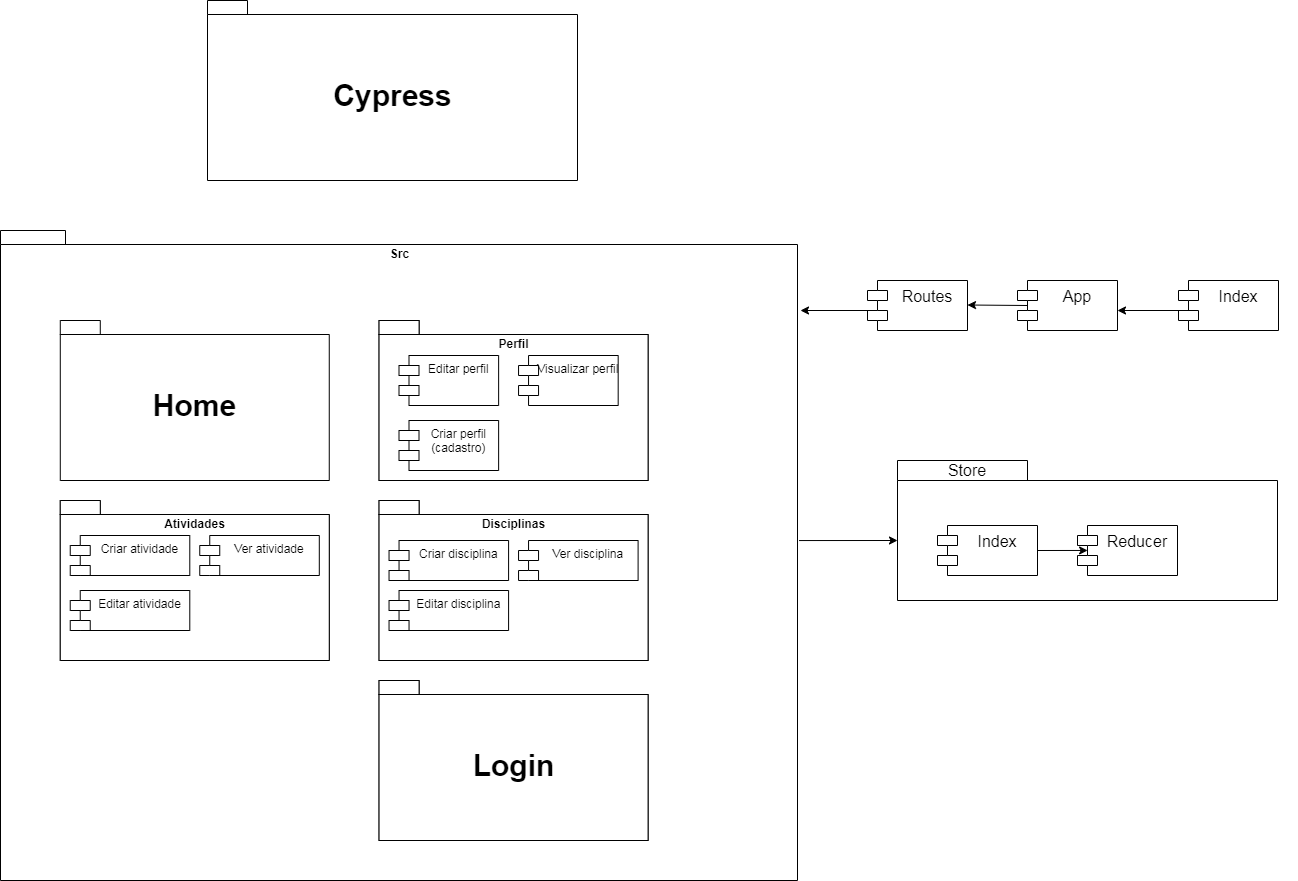 Cypress
Src
Routes
App
Index
Home
Perfil
Editar perfil
Visualizar perfil
Criar perfil
(cadastro)
Store
Index
Reducer
Atividades
Criar atividade
Ver atividade
Editar atividade
Disciplinas
Criar disciplina
Ver disciplina
Editar disciplina
Login